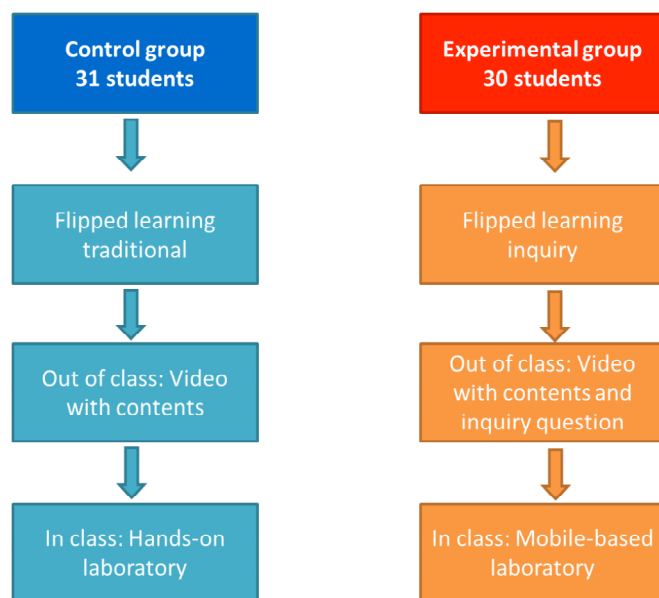 Control group
31 students
Experimental group
30 students
Flipped learning
traditional
Flipped learning
inquiry
Out of class: Video
with contents
Out of class: Video
with contents and
inquiry question
In class: Hands-on
laboratory
In class: Mobile-based
laboratory